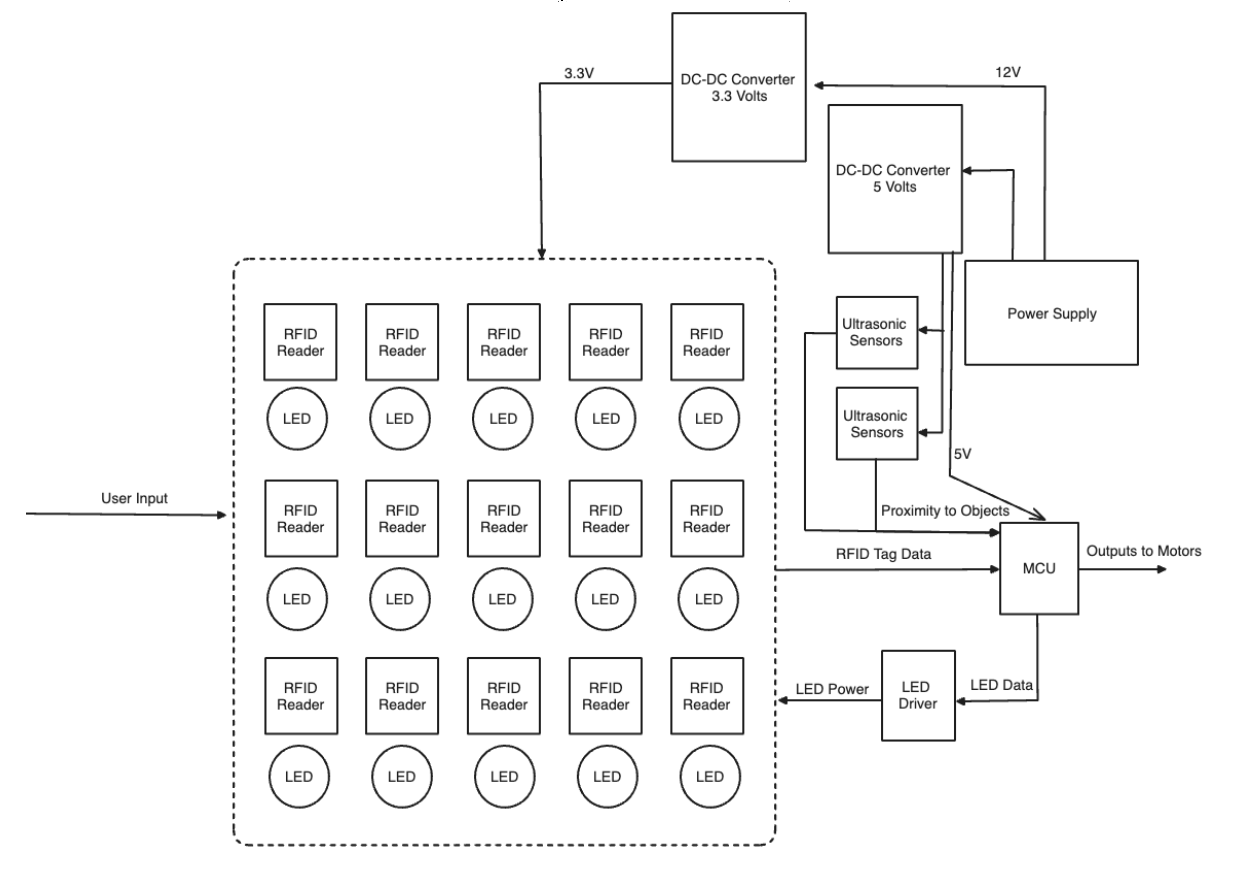 3.3V
DC-DC Converter
3.3 Volts
12V
DC-DC Converter
5 Volts
Power Supply
Ultrasonic
Sensors
Ultrasonic
Sensors
5V
RFID
Reader
RFID
Reader
RFID
Reader
RFID
Reader
RFID
Reader
LED
LED
LED
LED
LED
User Input
RFID
Reader
RFID
Reader
RFID
Reader
RFID
Reader
RFID
Reader
LED
LED
LED
LED
LED
RFID
Reader
RFID
Reader
RFID
Reader
RFID
Reader
RFID
Reader
LED
LED
LED
LED
LED
Proximity to Objects
RFID Tag Data
MCU
Outputs to Motors
LED Power
LED
Driver
LED Data